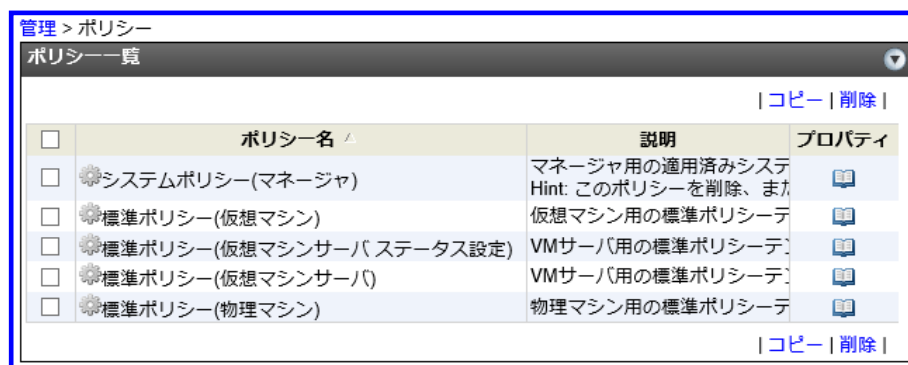 管理 > ポリシー
ポリシー一覧
| コピー | 削除 |
ポリシー名 説明 プロパティ
システムポリシー(マネージャ) マネージャ用の適用済みシステ
Hint: このポリシーを削除、また
標準ポリシー(仮想マシン) 仮想マシン用の標準ポリシーテ
標準ポリシー(仮想マシンサーバ ステータス設定) VMサーバ用の標準ポリシーテン
標準ポリシー(仮想マシンサーバ) VMサーバ用の標準ポリシーテン
標準ポリシー(物理マシン) 物理マシン用の標準ポリシーテ
| コピー | 削除 |